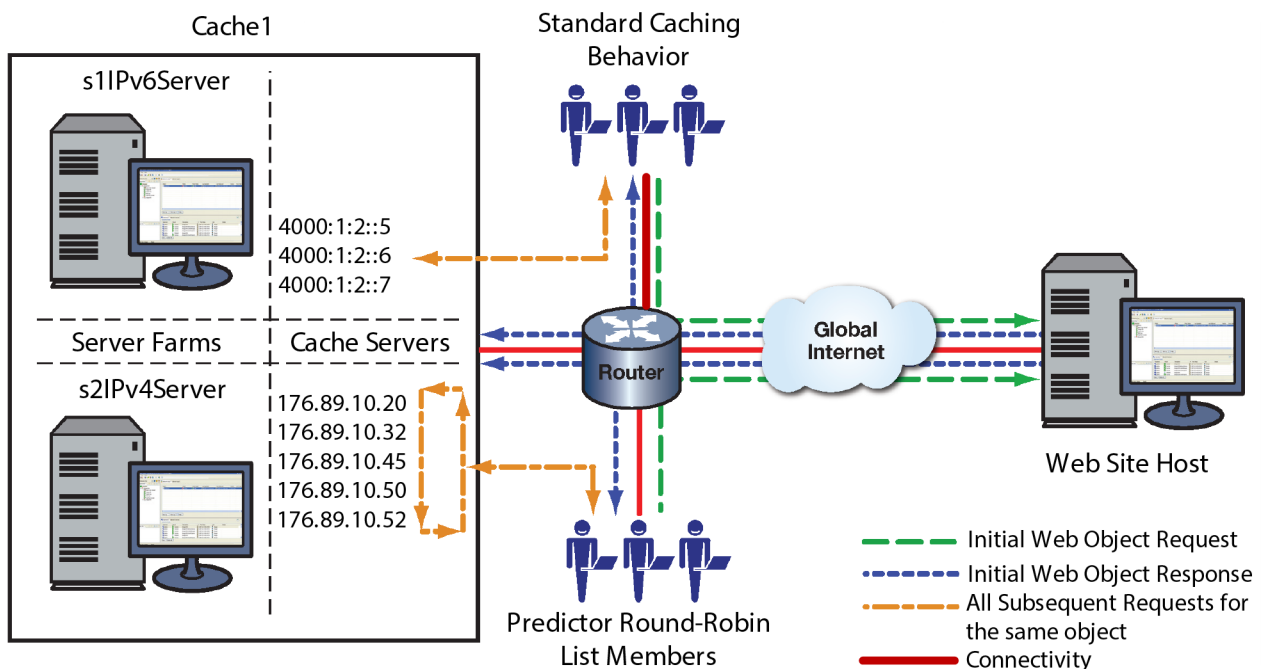 Cache1
s1IPv6Server
4000:1:2::5
4000:1:2::6
4000:1:2::7
Server Farms
Cache Servers
s2IPv4Server
176.89.10.20
176.89.10.32
176.89.10.45
176.89.10.50
176.89.10.52
Standard Caching
Behavior
Router
Global
Internet
Web Site Host
Predictor Round-Robin
List Members
Initial Web Object Request
Initial Web Object Response
All Subsequent Requests for
the same object
Connectivity